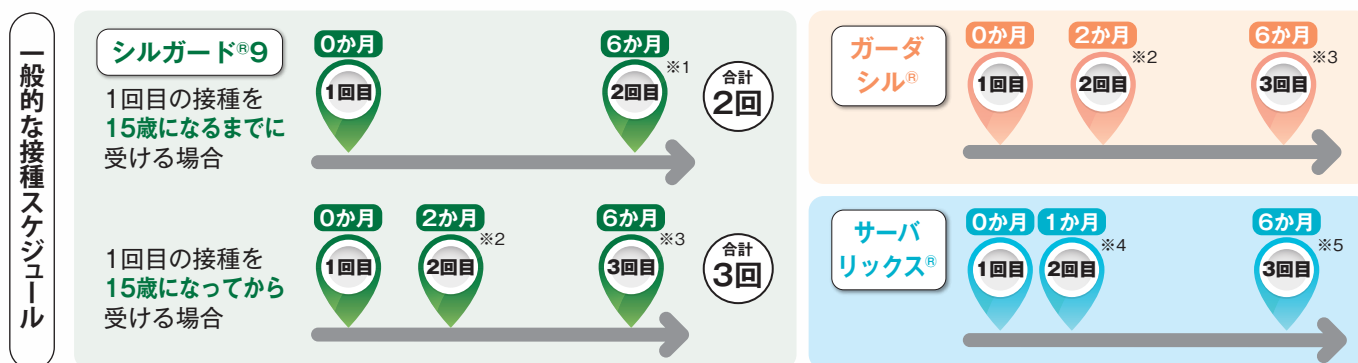 一般的な接種スケジュール
シルガード®9
1回目の接種を
15歳になるまでに
受ける場合
0か月
1回目
6か月
※1
2回目
合計
2回
1回目の接種を
15歳になってから
受ける場合
0か月
1回目
2か月
※2
2回目
6か月
※3
3回目
合計
3回
ガーダ
シル®
0か月
1回目
2か月
※2
2回目
6か月
※3
3回目
サーバ
リックス®
0か月
1回目
1か月
※4
2回目
6か月
※5
3回目